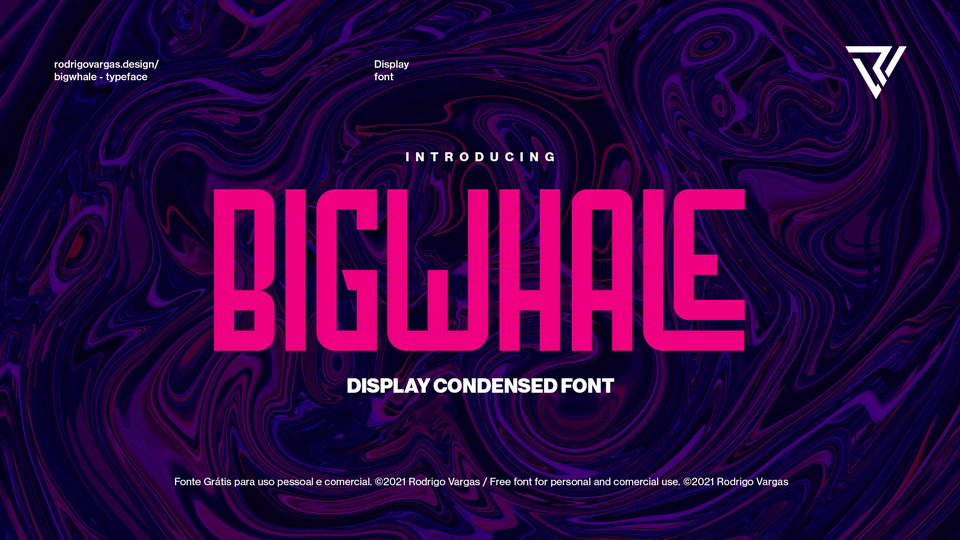 rodrigovargas.design/
bigwhale - typeface
Display
font
INTRODUCING
BIGWHALE
DISPLAY CONDENSED FONT
Fonte Grátis para uso pessoal e comercial. ©2021 Rodrigo Vargas / Free font for personal and comercial use. ©2021 Rodrigo Vargas